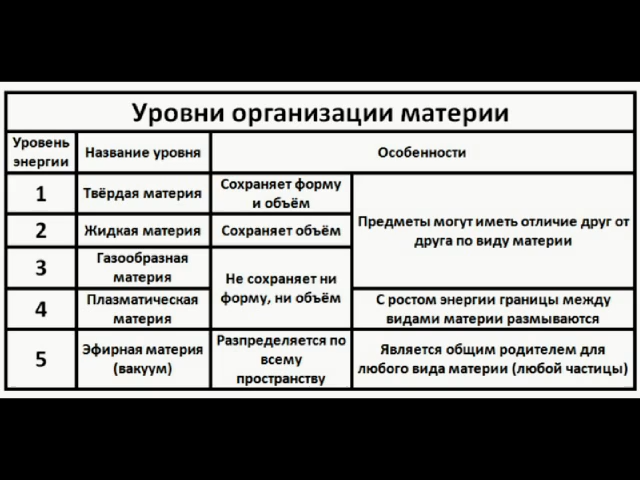 Уровни организации материи
Уровень
энергии
Название уровня
Особенности
1
Твёрдая материя
Сохраняет форму
и объём
Предметы могут иметь отличие друг от
друга по виду материи
2
Жидкая материя
Сохраняет объём
3
Газообразная
материя
Не сохраняет ни
форму, ни объём
4
Плазматическая
материя
С ростом энергии границы между
видами материи размываются
5
Эфирная материя
(вакуум)
Разпределяется по
всему
пространству
Является общим родителем для
любого вида материи (любой частицы)